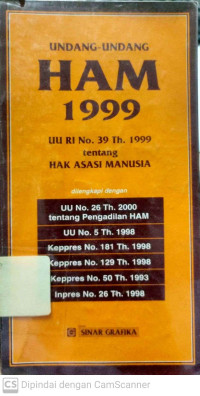 UNDANG-UNDANG
HAM
1999
UU RI No. 39 Th. 1999
tentang
HAK ASASI MANUSIA
dilengkapi dengan
UU No. 26 Th. 2000
tentang Pengadilan HAM
UU No. 5 Th. 1998
Keppres No. 181 Th. 1998
Keppres No. 129 Th. 1998
Keppres No. 50 Th. 1993
Inpres No. 26 Th. 1998
SINAR GRAFIKA
CS Dipindai dengan CamScanner